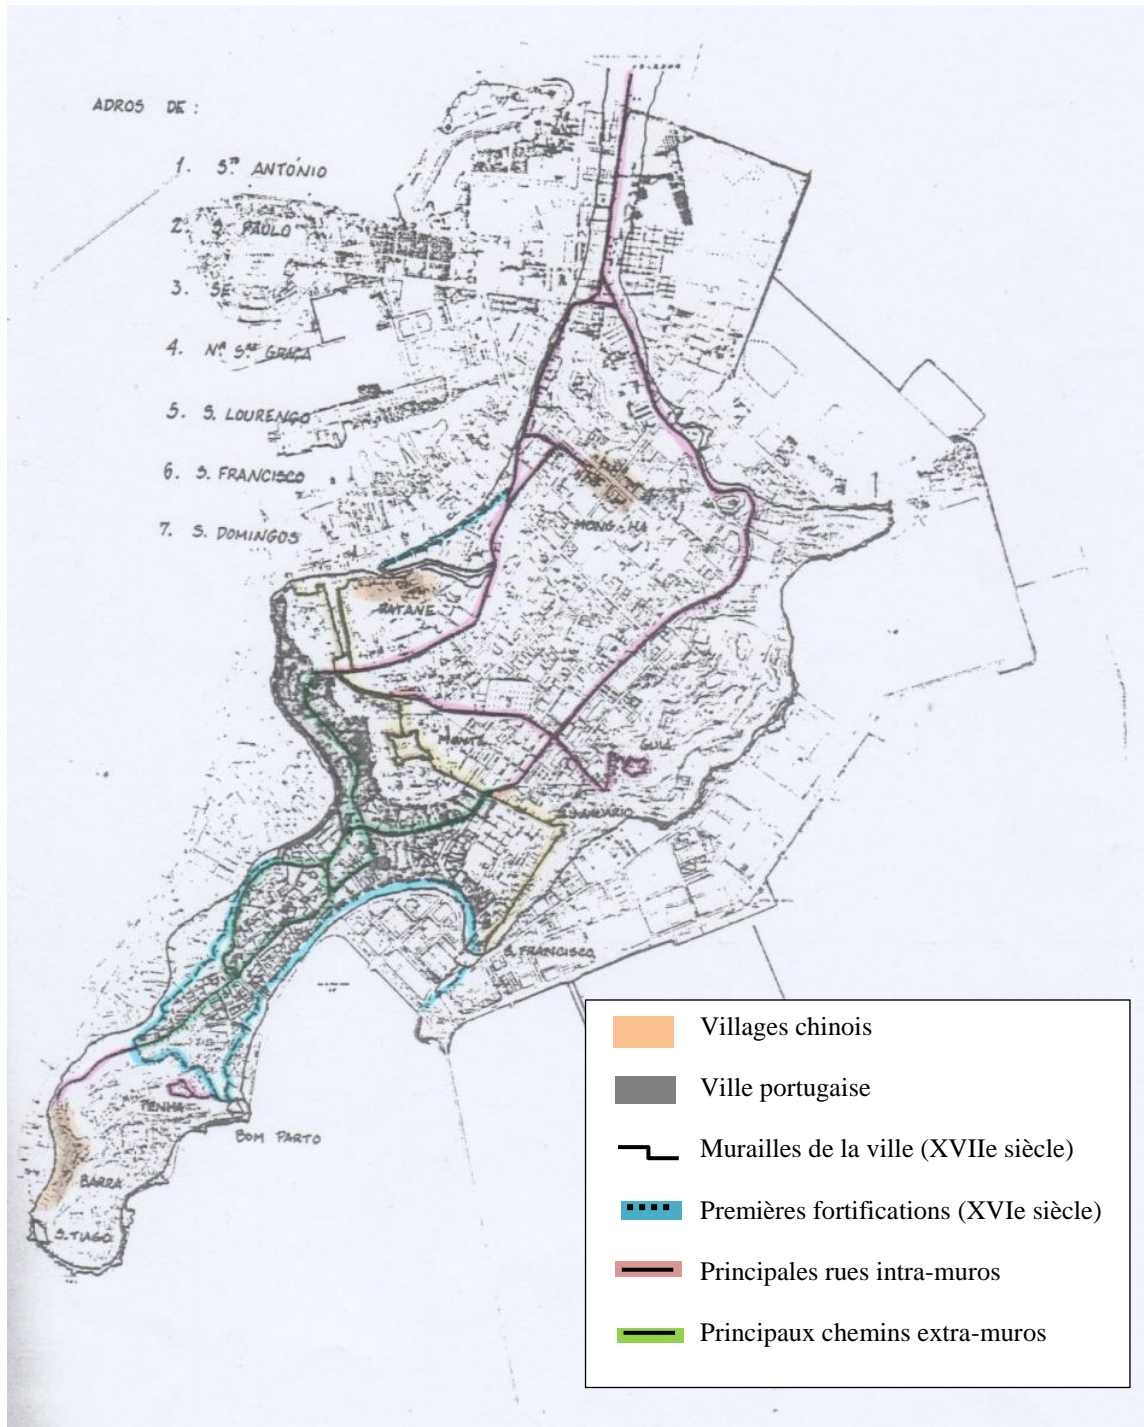 ADROS DE :
1. Sto ANTÓNIO
2. S. PAULO
3. SÉ
4. Na Sra GRAÇA
5. S. LOURENÇO
6. S. FRANCISCO
7. S. DOMINGOS
MONG-HA
PATANE
MONTE
GUIA
S. FRANCISCO
PENHA
BOM PARTO
BARRA
S. TIAGO
Villages chinois
Ville portugaise
Murailles de la ville (XVIIe siècle)
Premières fortifications (XVIe siècle)
Principales rues intra-muros
Principaux chemins extra-muros